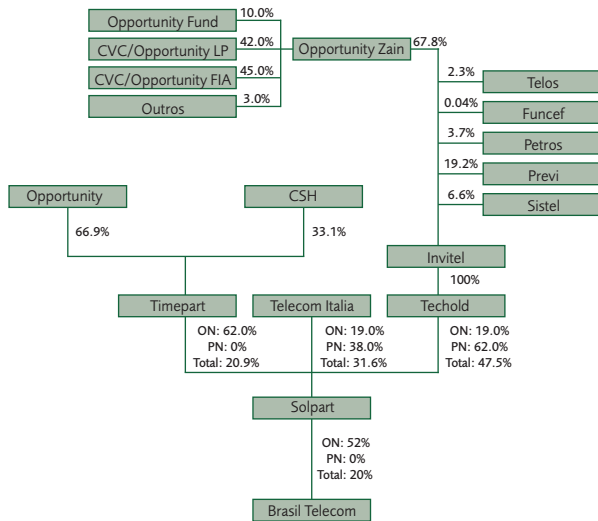 Opportunity Fund
10.0%
CVC/Opportunity LP
42.0%
Opportunity Zain
67.8%
CVC/Opportunity FIA
45.0%
Outros
3.0%
2.3%
Telos
0.04%
Funcef
3.7%
Petros
19.2%
Previ
6.6%
Sistel
Opportunity
CSH
66.9%
33.1%
Invitel
100%
Timepart
Telecom Italia
Techold
ON: 62.0%
PN: 0%
Total: 20.9%
ON: 19.0%
PN: 38.0%
Total: 31.6%
ON: 19.0%
PN: 62.0%
Total: 47.5%
Solpart
ON: 52%
PN: 0%
Total: 20%
Brasil Telecom